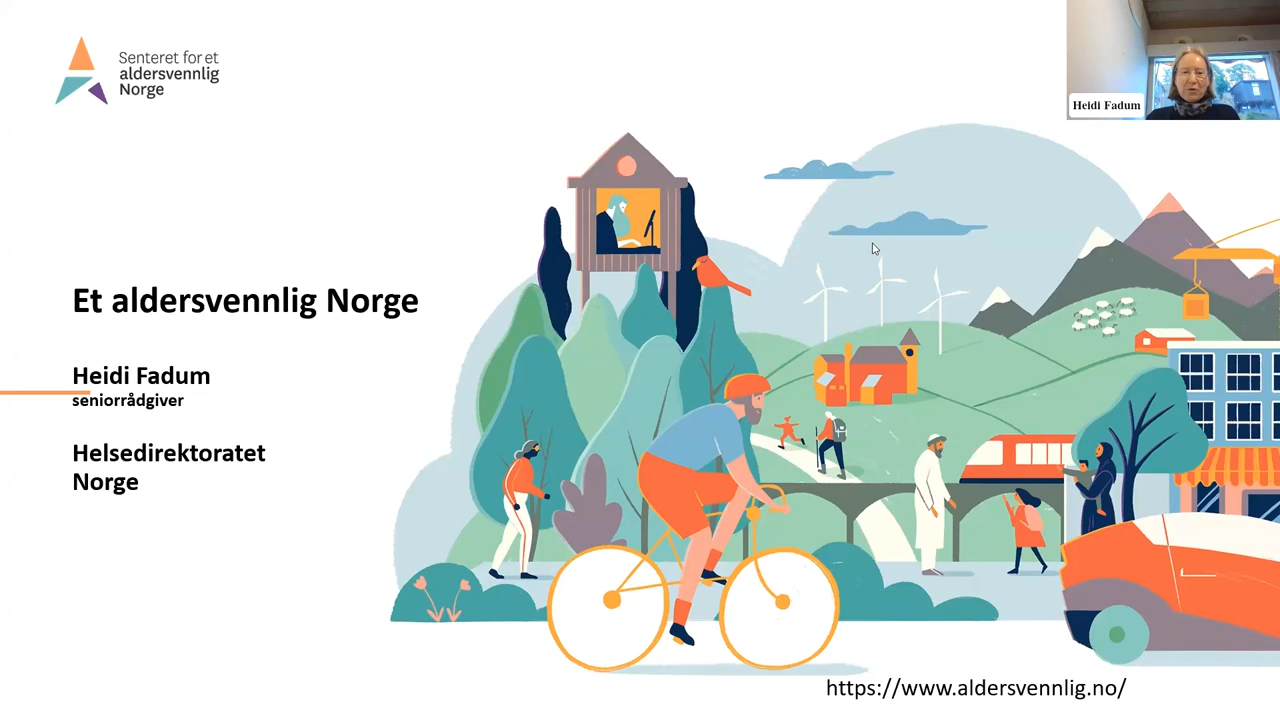 Senteret for et
aldersvennlig
Norge
Heidi Fadum
Et aldersvennlig Norge
Heidi Fadum
seniorrådgiver
Helsedirektoratet
Norge
https://www.aldersvennlig.no/